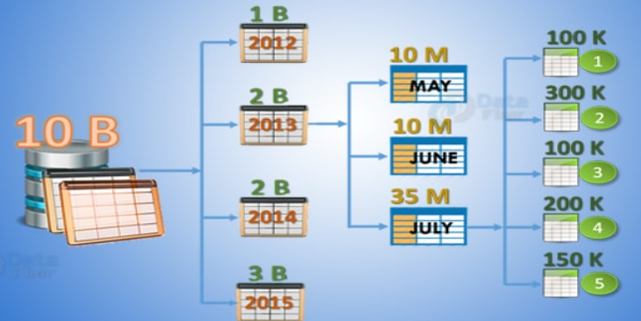 10 B
1 B
2012
2 B
2013
2 B
2014
3 B
2015
10 M
MAY
10 M
JUNE
35 M
JULY
100 K
1
300 K
2
100 K
3
200 K
4
150 K
5
Data
Flair
Data
Flair